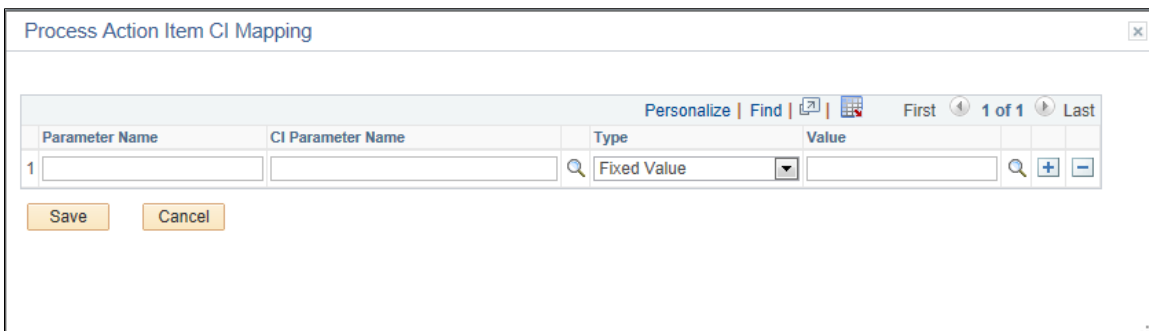 Process Action Item CI Mapping
Personalize | Find | | First 1 of 1 Last
Parameter Name CI Parameter Name Type Value
1 Fixed Value
Save Cancel